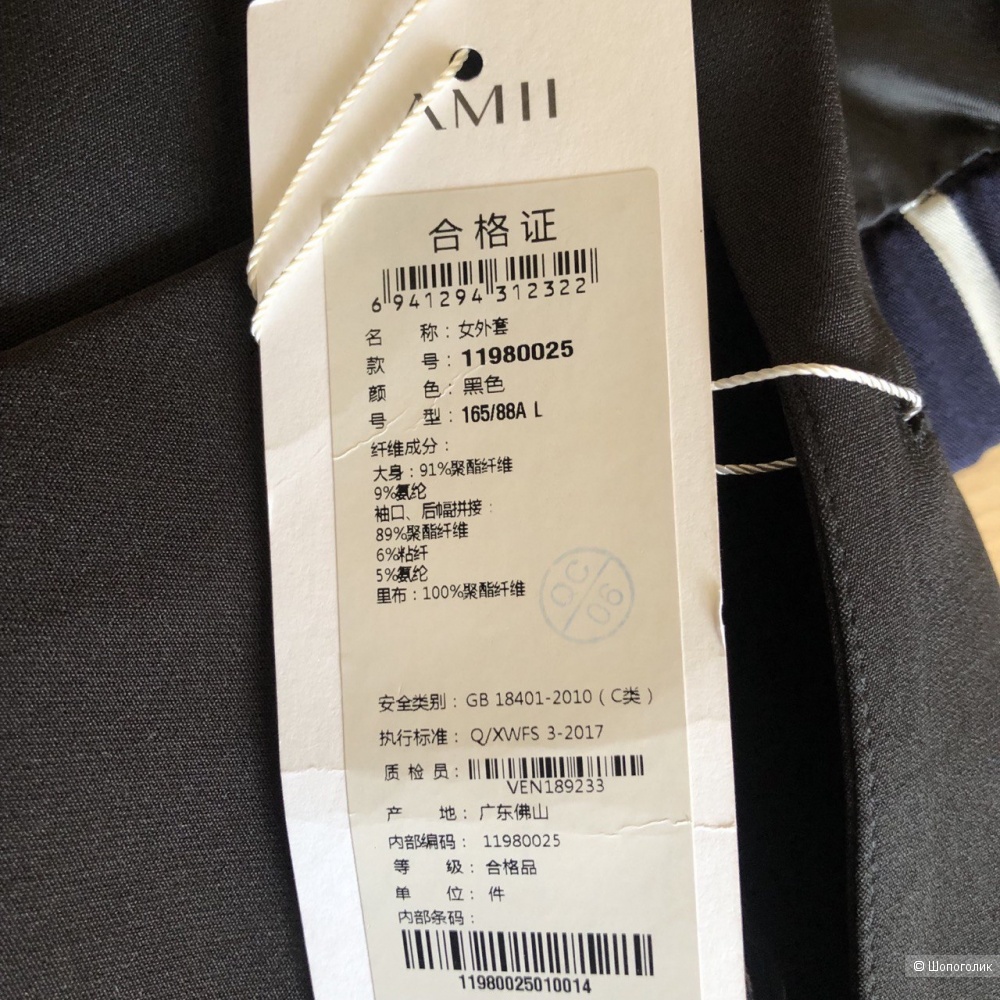 AMII
合格证
6 941294 312322
名 称：女外套
款 号：11980025
颜 色：黑色
号 型：165/88A L
纤维成分：
大身：91%聚酯纤维
9%氨纶
袖口、后幅拼接：
89%聚酯纤维
6%粘纤
5%氨纶
里布：100%聚酯纤维
QC
06
安全类别：GB 18401-2010（C类）
执行标准：Q/XWFS 3-2017
质 检 员：
VEN189233
产 地：广东佛山
内部编码：11980025
等 级：合格品
单 位：件
内部条码：
11980025010014
© Шопоголик